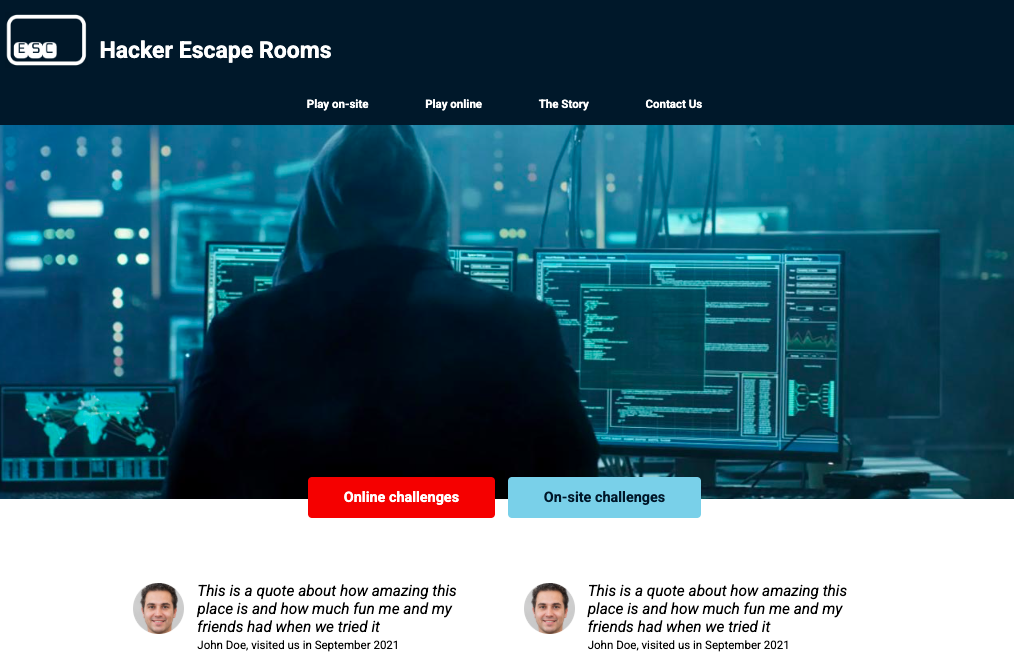 ESC
Hacker Escape Rooms
Play on-site Play online The Story Contact Us
Online challenges On-site challenges
This is a quote about how amazing this
place is and how much fun me and my
friends had when we tried it
John Doe, visited us in September 2021
This is a quote about how amazing this
place is and how much fun me and my
friends had when we tried it
John Doe, visited us in September 2021